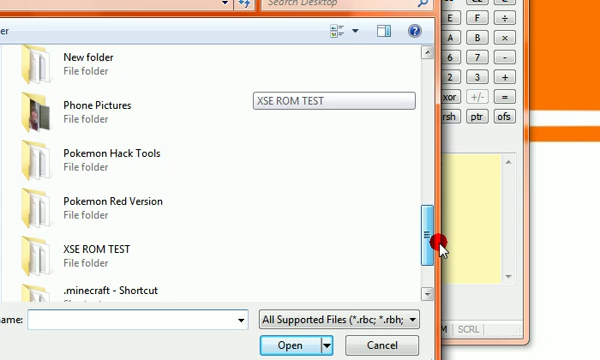 Search Desktop
er
New folder
File folder
Phone Pictures
File folder
XSE ROM TEST
Pokemon Hack Tools
File folder
Pokemon Red Version
File folder
XSE ROM TEST
File folder
.minecraft - Shortcut
name:
All Supported Files (*.rbc; *.rbh;
Open
Cancel
E F ÷
A B ×
6 7 -
2 3 +
xor +/- =
rsh ptr ofs
M SCRL